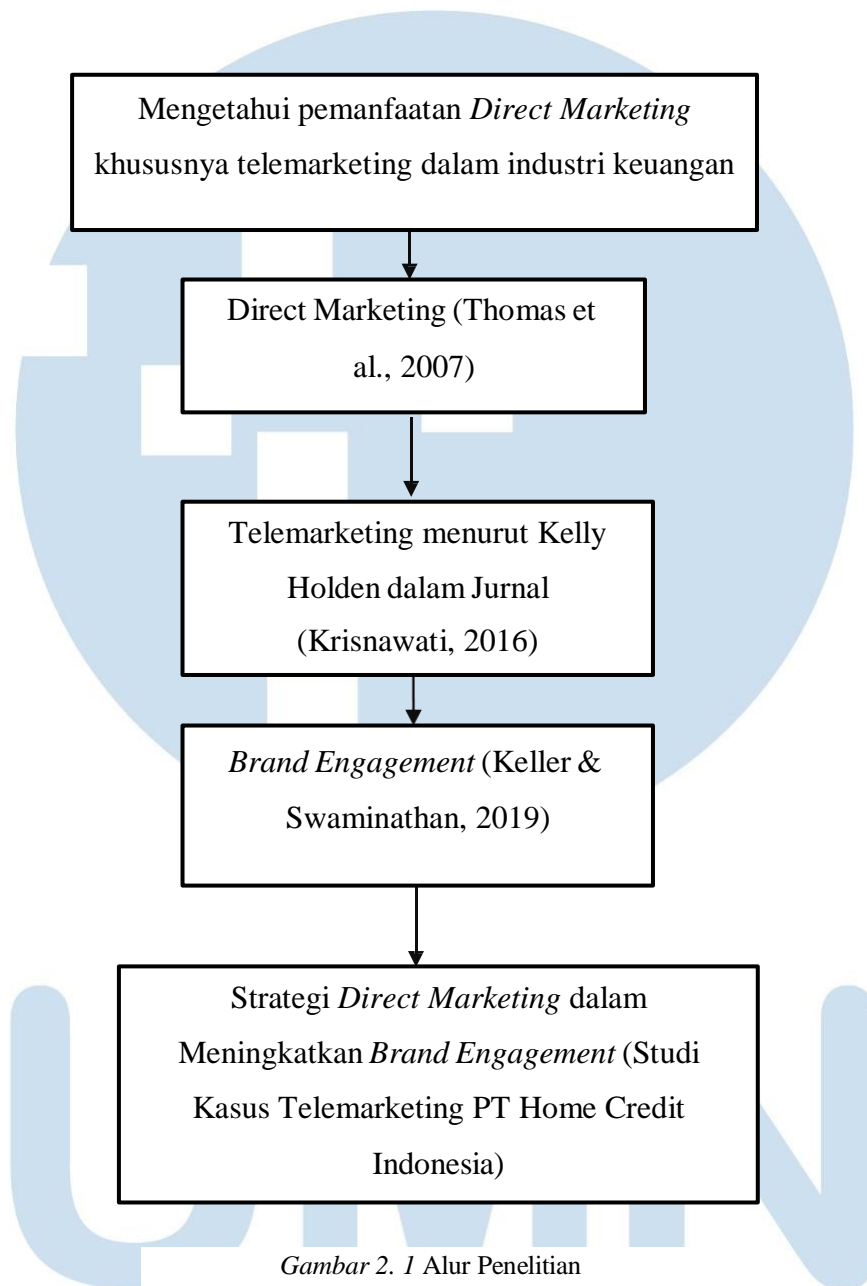 Mengetahui pemanfaatan Direct Marketing
khususnya telemarketing dalam industri keuangan
Direct Marketing (Thomas et
al., 2007)
Telemarketing menurut Kelly
Holden dalam Jurnal
(Krisnawati, 2016)
Brand Engagement (Keller &
Swaminathan, 2019)
Strategi Direct Marketing dalam
Meningkatkan Brand Engagement (Studi
Kasus Telemarketing PT Home Credit
Indonesia)
UMN
Gambar 2. 1 Alur Penelitian